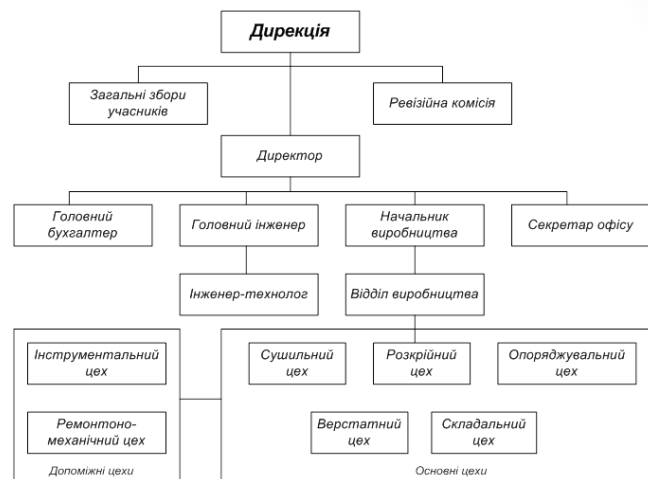 Дирекція
Загальні збори
учасників
Ревізійна комісія
Директор
Головний
бухгалтер
Головний інженер
Начальник
виробництва
Секретар офісу
Інженер-технолог
Відділ виробництва
Інструментальний
цех
Сушильний
цех
Розкрійний
цех
Опоряджувальний
цех
Ремонтоно-
механічний цех
Верстатний
цех
Складальний
цех
Допоміжні цехи
Основні цехи